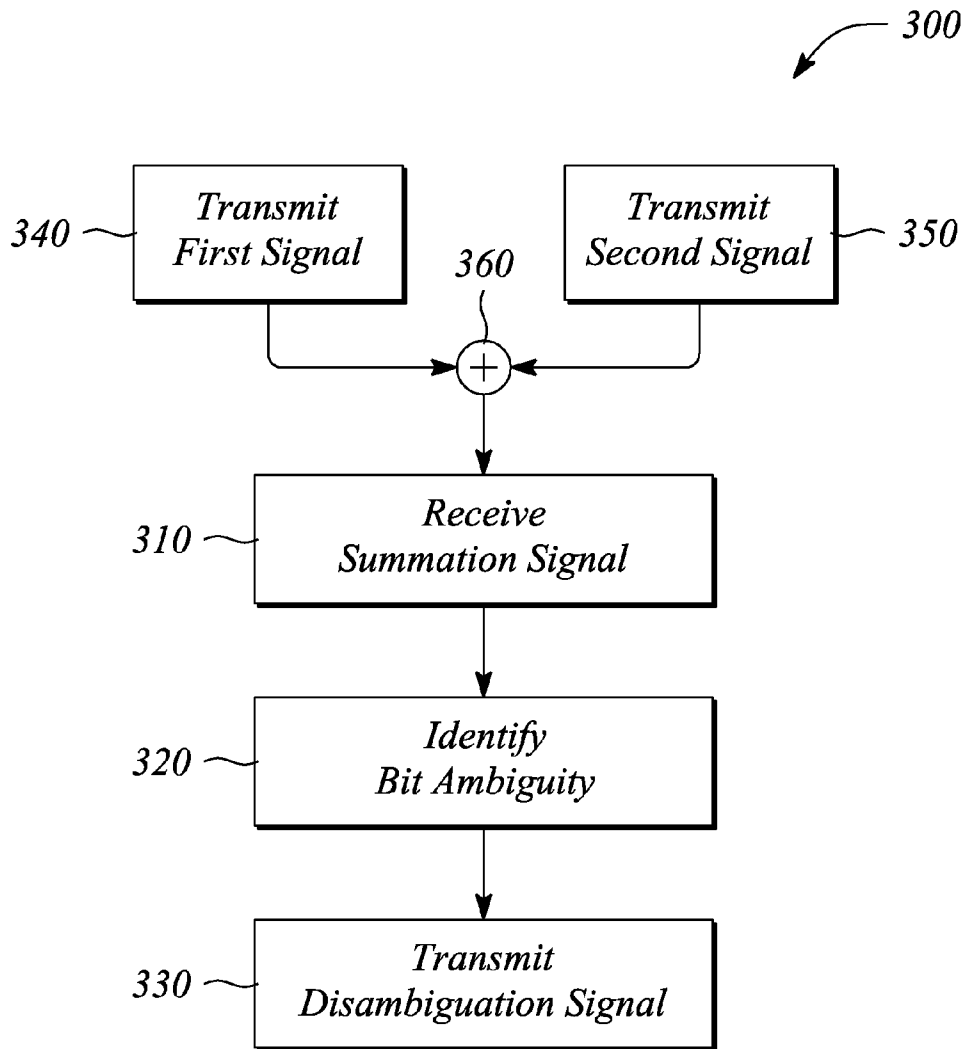 300
Transmit
First Signal
340
Transmit
Second Signal
350
360
+
Receive
Summation Signal
310
Identify
Bit Ambiguity
320
Transmit
Disambiguation Signal
330